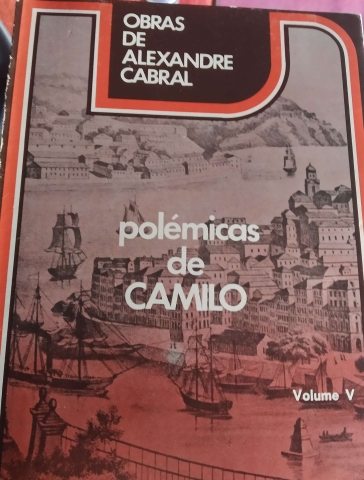 OBRAS
DE
ALEXANDRE
CABRAL
polémicas
de
CAMILO
Volume V